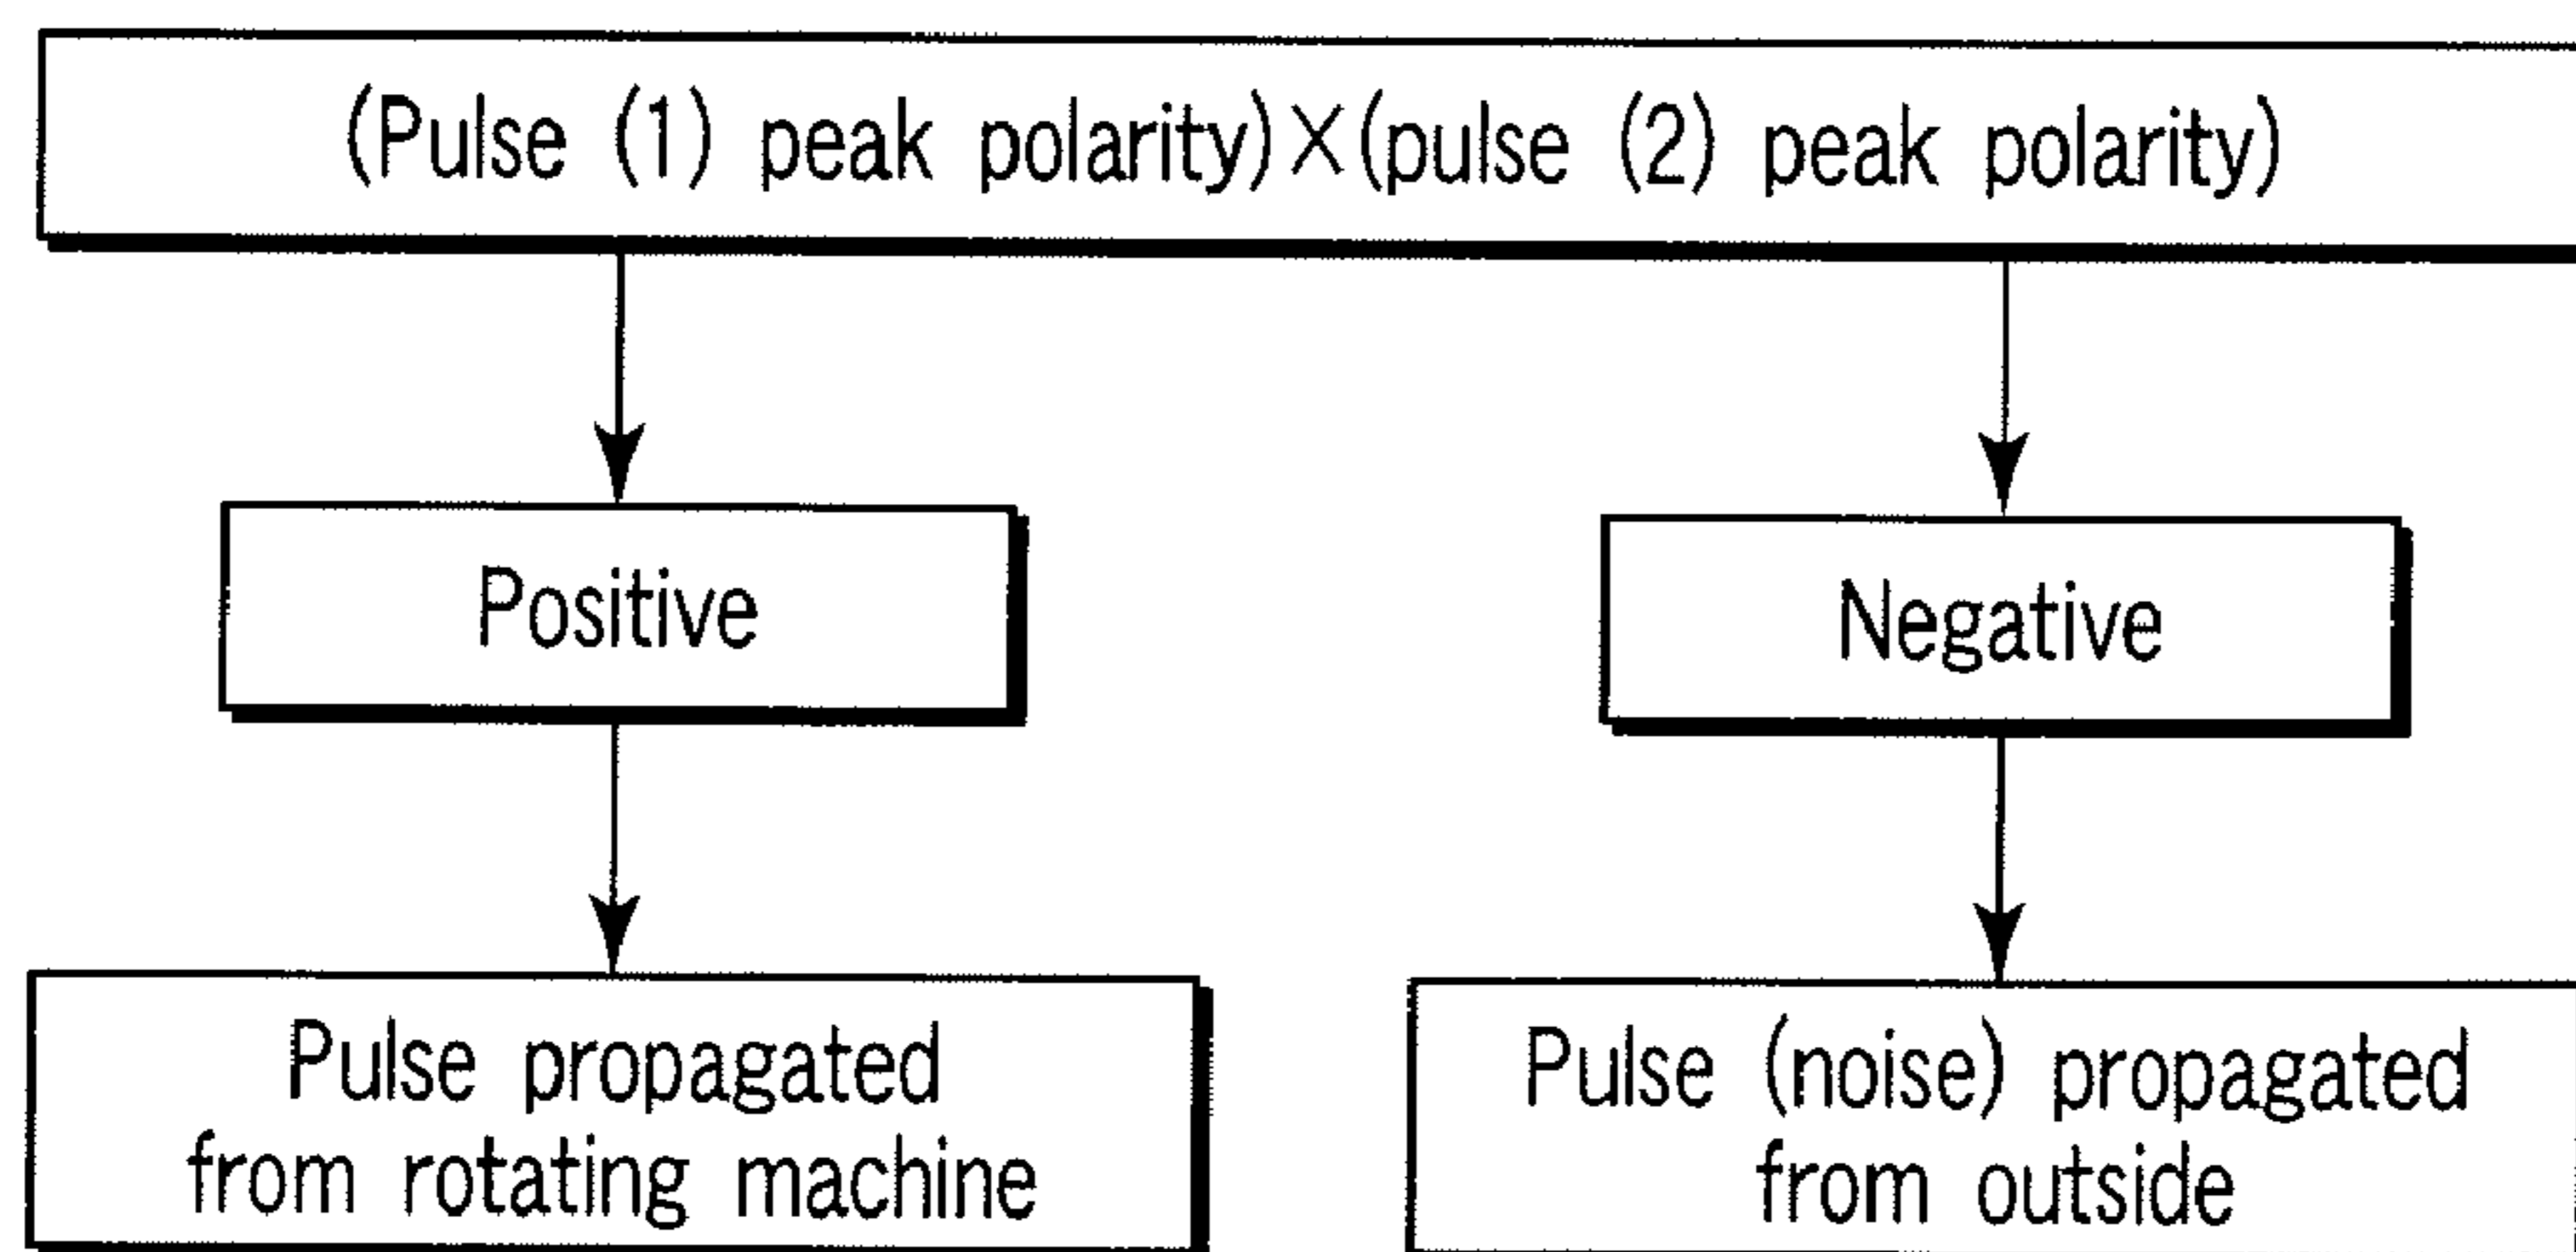 (Pulse (1) peak polarity)×(pulse (2) peak polarity)
Positive
Negative
Pulse propagated
from rotating machine
Pulse (noise) propagated
from outside